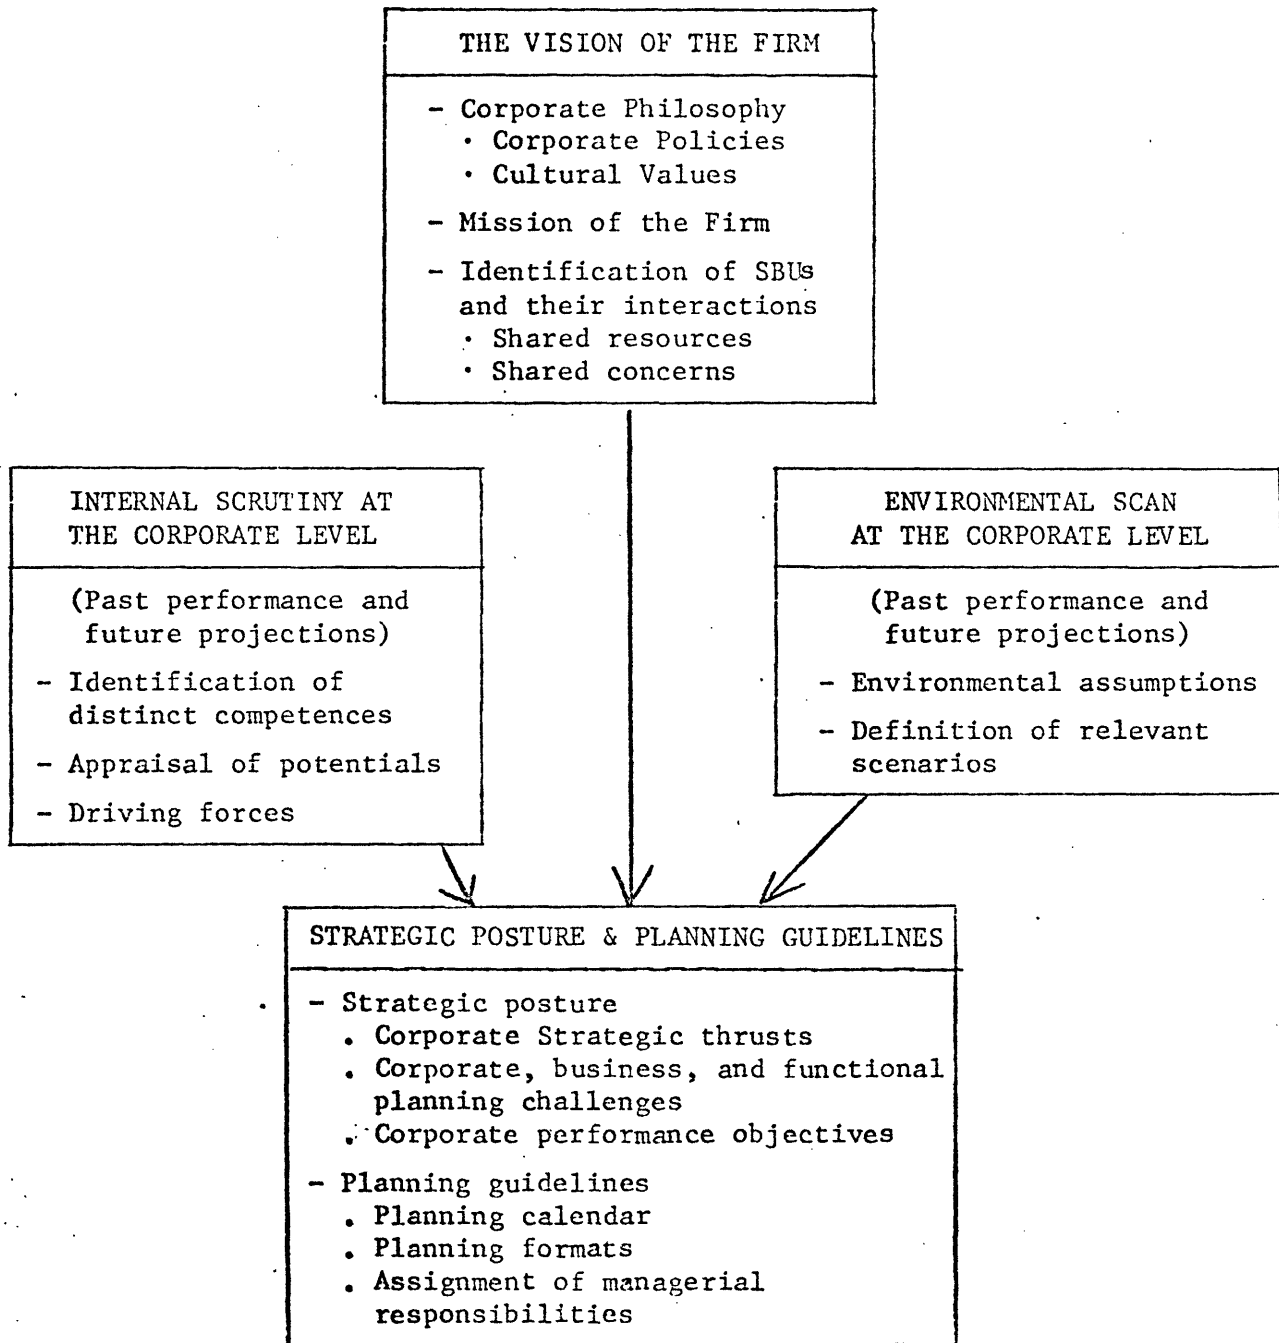 THE VISION OF THE FIRM
- Corporate Philosophy
· Corporate Policies
· Cultural Values
- Mission of the Firm
- Identification of SBUs
and their interactions
· Shared resources
· Shared concerns
INTERNAL SCRUTINY AT
THE CORPORATE LEVEL
(Past performance and
future projections)
- Identification of
distinct competences
- Appraisal of potentials
- Driving forces
ENVIRONMENTAL SCAN
AT THE CORPORATE LEVEL
(Past performance and
future projections)
- Environmental assumptions
- Definition of relevant
scenarios
STRATEGIC POSTURE & PLANNING GUIDELINES
- Strategic posture
. Corporate Strategic thrusts
. Corporate, business, and functional
planning challenges
. Corporate performance objectives
- Planning guidelines
. Planning calendar
. Planning formats
. Assignment of managerial
responsibilities